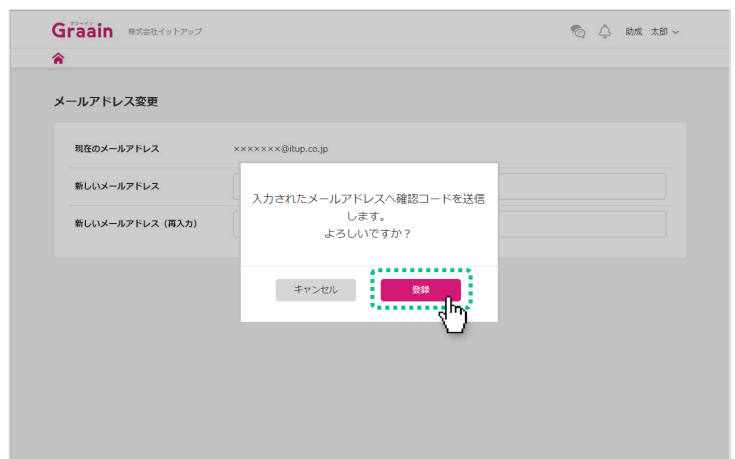 グラーイン
Graain 株式会社イットアップ 助成 太郎
メールアドレス変更
現在のメールアドレス ×××××××@itup.co.jp
新しいメールアドレス
新しいメールアドレス（再入力）
入力されたメールアドレスへ確認コードを送信
します。
よろしいですか？
キャンセル 登録